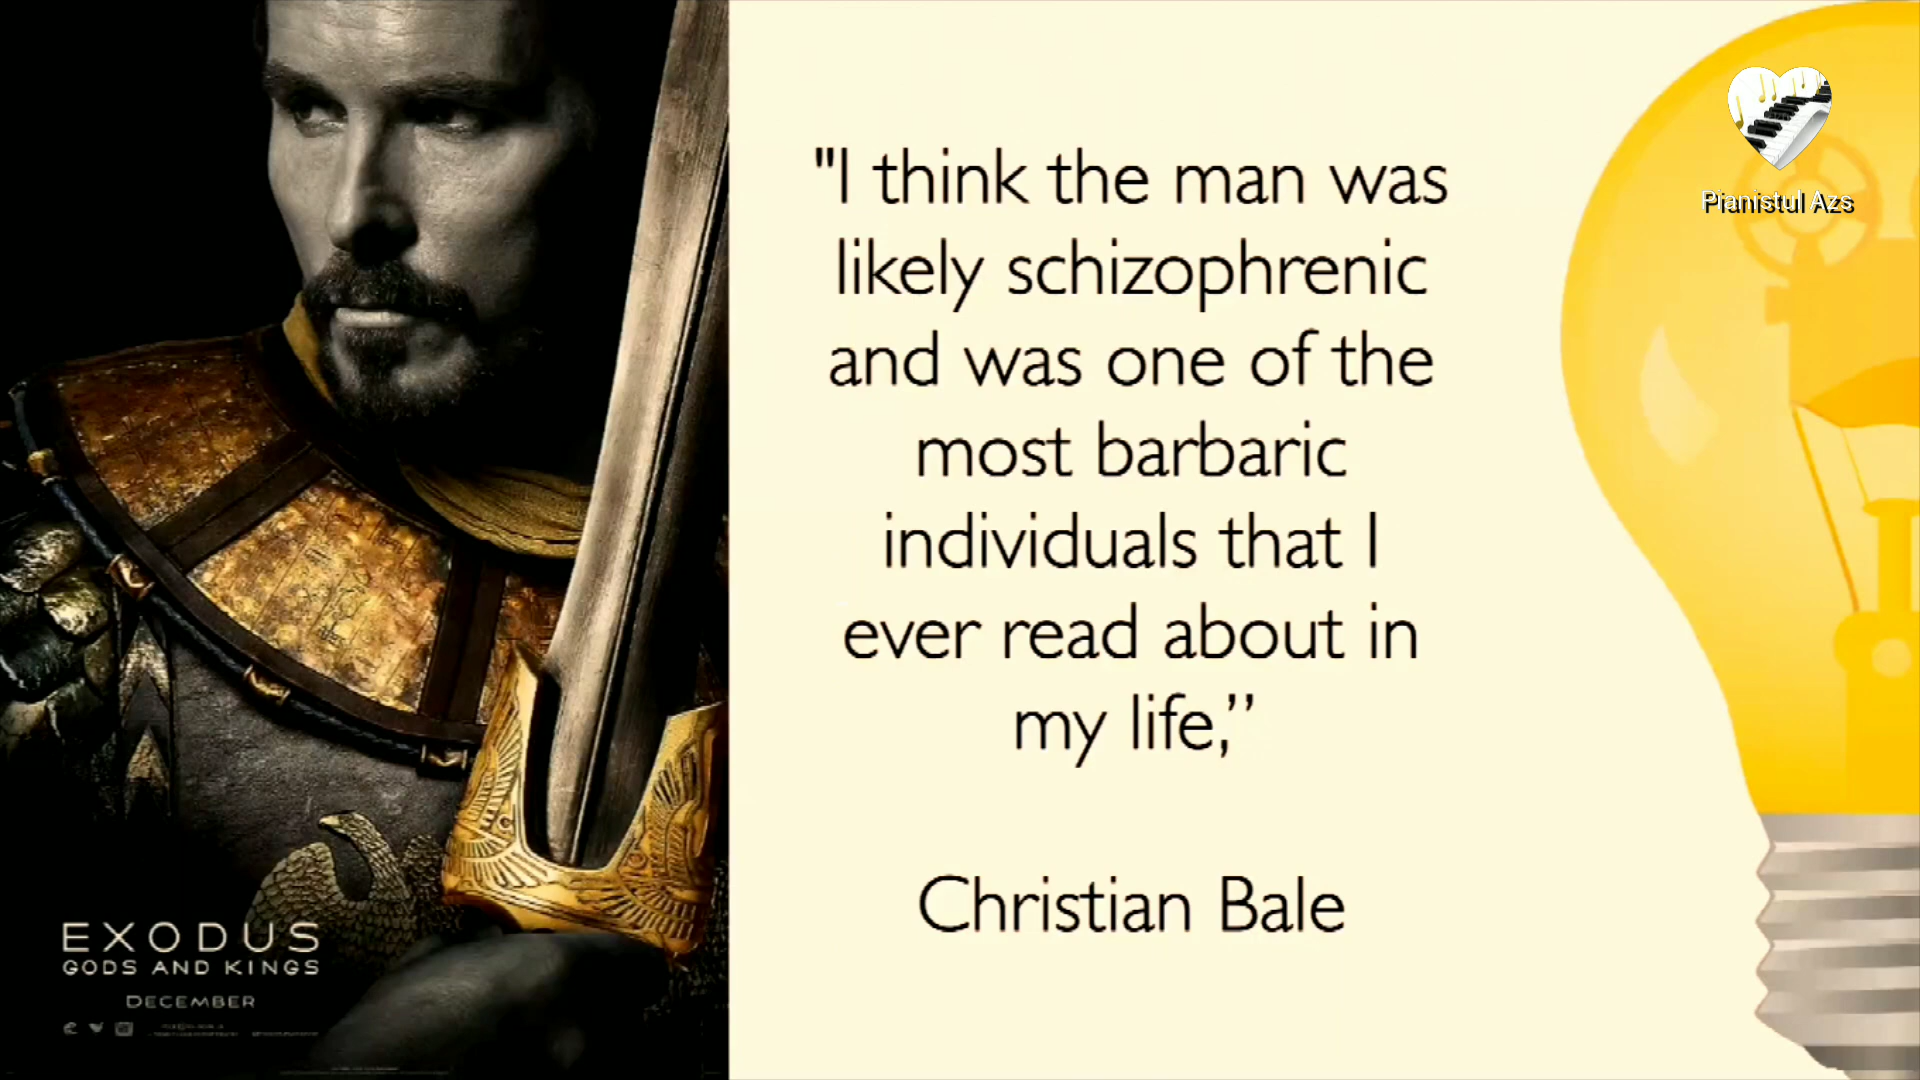 EXODUS
GODS AND KINGS
DECEMBER
"I think the man was
likely schizophrenic
and was one of the
most barbaric
individuals that I
ever read about in
my life,’’
Christian Bale
Pianistul Azs